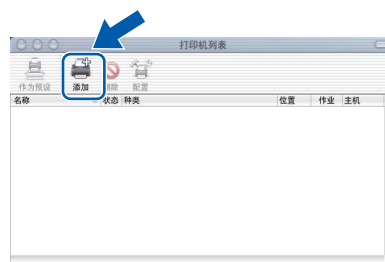 打印机列表
作为预设 添加 删除 配置
名称 状态 种类 位置 作业 主机